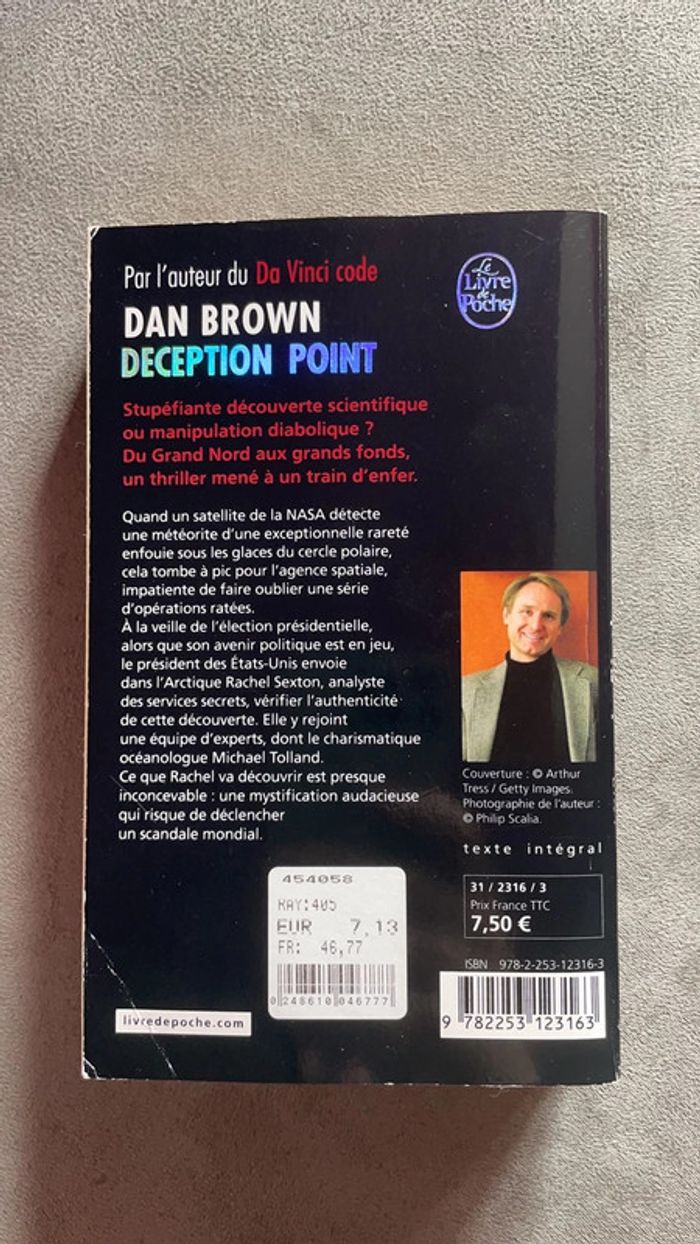 Par l'auteur du Da Vinci code
Le
Livre
de
Poche
DAN BROWN
DECEPTION POINT
Stupéfiante découverte scientifique
ou manipulation diabolique ?
Du Grand Nord aux grands fonds,
un thriller mené à un train d'enfer.
Quand un satellite de la NASA détecte
une météorite d'une exceptionnelle rareté
enfouie sous les glaces du cercle polaire,
cela tombe à pic pour l'agence spatiale,
impatiente de faire oublier une série
d'opérations ratées.
À la veille de l'élection présidentielle,
alors que son avenir politique est en jeu,
le président des États-Unis envoie
dans l'Arctique Rachel Sexton, analyste
des services secrets, vérifier l'authenticité
de cette découverte. Elle y rejoint
une équipe d'experts, dont le charismatique
océanologue Michael Tolland.
Ce que Rachel va découvrir est presque
inconcevable : une mystification audacieuse
qui risque de déclencher
un scandale mondial.
Couverture : © Arthur
Tress / Getty Images.
Photographie de l'auteur :
© Philip Scalia.
texte intégral
31 / 2316 / 3
Prix France TTC
7,50 €
ISBN 978-2-253-12316-3
9 782253 123163
454058
RAY:405
EUR 7,13
FR: 46,77
0 248610 046777
livredepoche.com